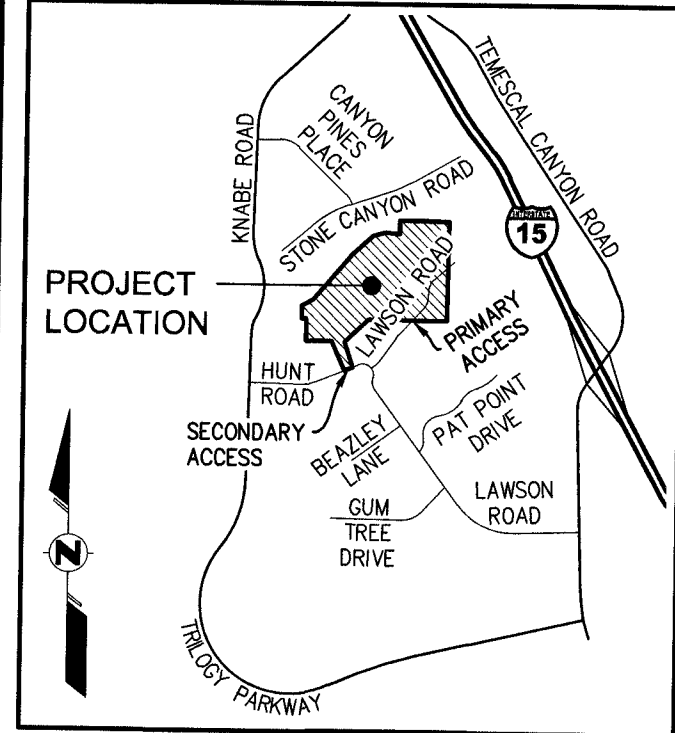 TEMESCAL CANYON ROAD
KNABE ROAD
CANYON
PINES
PLACE
STONE CANYON ROAD
INTERSTATE
15
PROJECT
LOCATION
LAWSON ROAD
PRIMARY
ACCESS
HUNT
ROAD
SECONDARY
ACCESS
BEAZLEY
LANE
PAT POINT
DRIVE
GUM
TREE
DRIVE
LAWSON
ROAD
N
TRILOGY PARKWAY